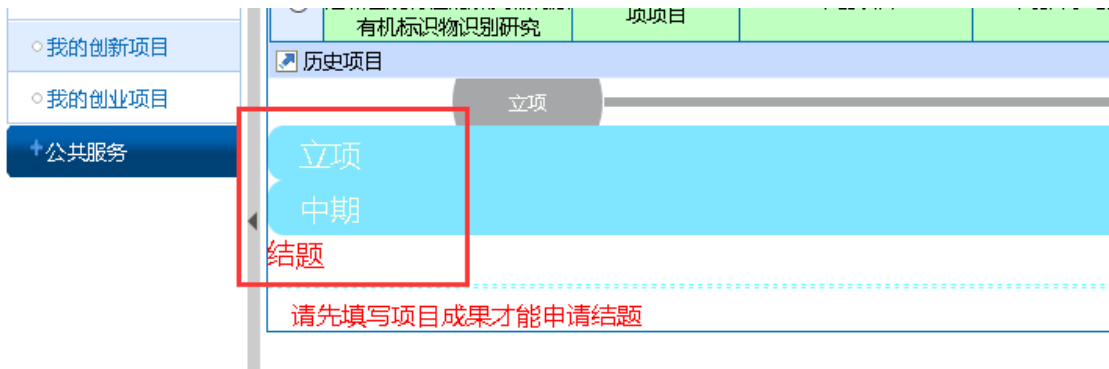 有机标识物识别研究
项项目
我的创新项目
历史项目
我的创业项目
立项
公共服务
立项
中期
结题
请先填写项目成果才能申请结题